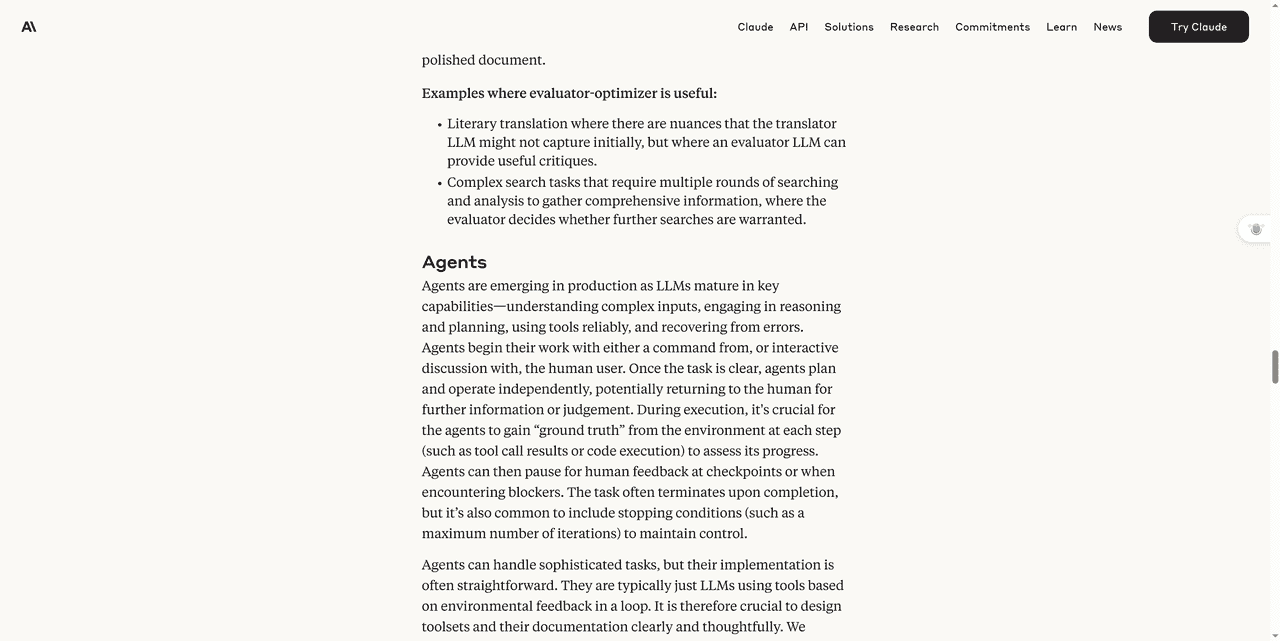 A\
Claude API Solutions Research Commitments Learn News Try Claude
polished document.
Examples where evaluator-optimizer is useful:
• Literary translation where there are nuances that the translator
LLM might not capture initially, but where an evaluator LLM can
provide useful critiques.
• Complex search tasks that require multiple rounds of searching
and analysis to gather comprehensive information, where the
evaluator decides whether further searches are warranted.
Agents
Agents are emerging in production as LLMs mature in key
capabilities—understanding complex inputs, engaging in reasoning
and planning, using tools reliably, and recovering from errors.
Agents begin their work with either a command from, or interactive
discussion with, the human user. Once the task is clear, agents plan
and operate independently, potentially returning to the human for
further information or judgement. During execution, it's crucial for
the agents to gain “ground truth” from the environment at each step
(such as tool call results or code execution) to assess its progress.
Agents can then pause for human feedback at checkpoints or when
encountering blockers. The task often terminates upon completion,
but it’s also common to include stopping conditions (such as a
maximum number of iterations) to maintain control.
Agents can handle sophisticated tasks, but their implementation is
often straightforward. They are typically just LLMs using tools based
on environmental feedback in a loop. It is therefore crucial to design
toolsets and their documentation clearly and thoughtfully. We